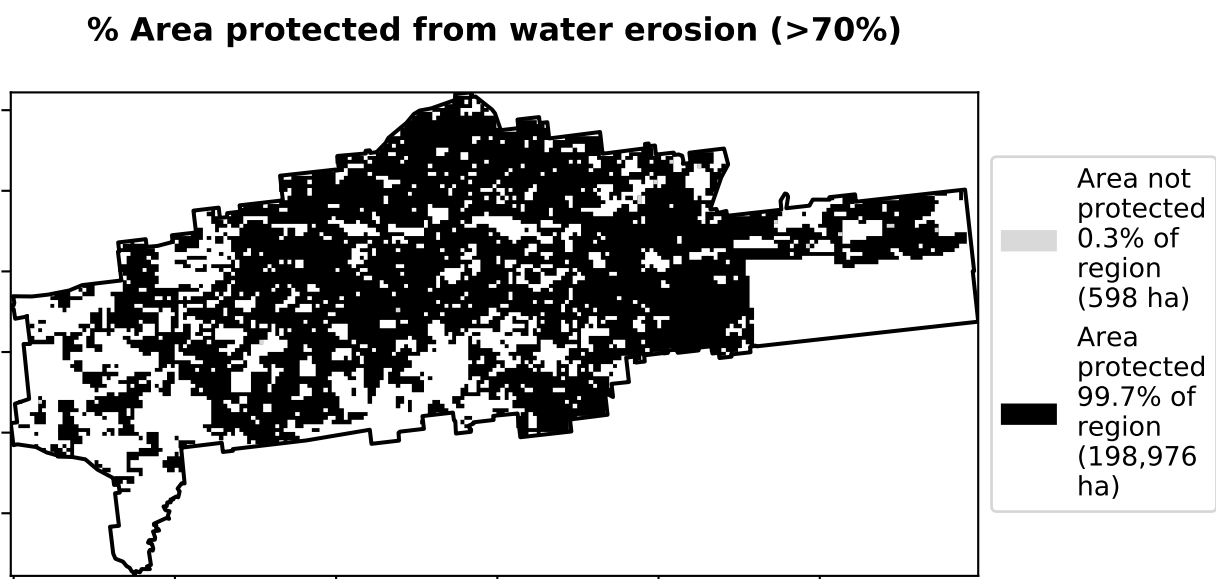 % Area protected from water erosion (>70%)
Area not
protected
0.3% of
region
(598 ha)
Area
protected
99.7% of
region
(198,976
ha)